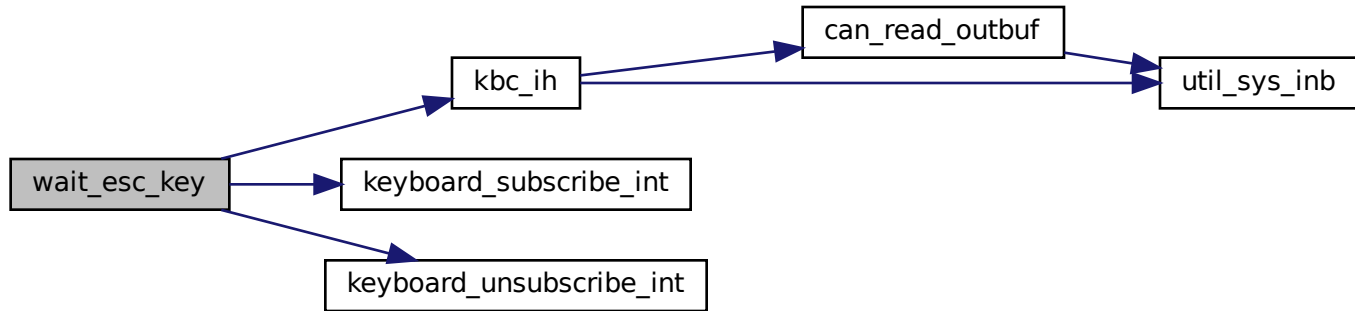 can_read_outbuf
kbc_ih
util_sys_inb
wait_esc_key
keyboard_subscribe_int
keyboard_unsubscribe_int